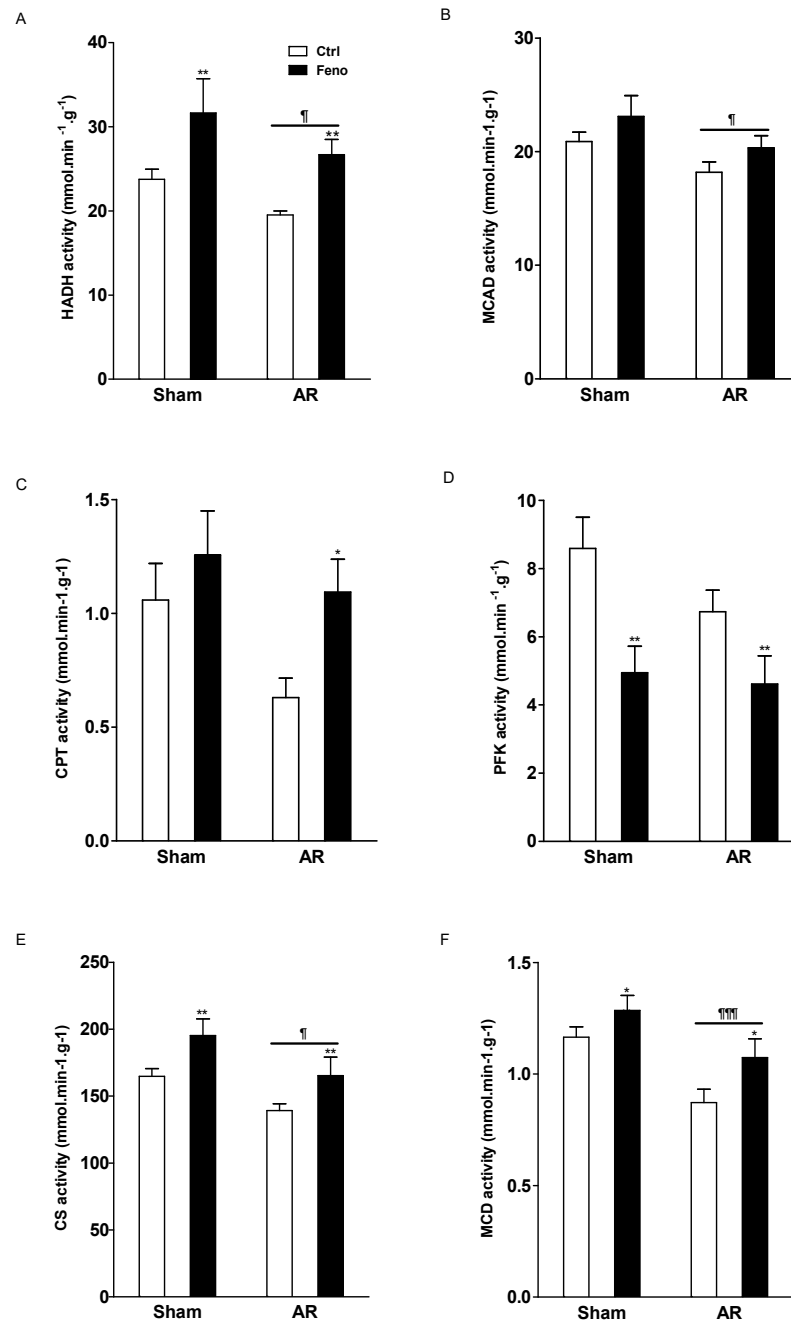 A
HADH activity (mmol.min -1.g-1)
40
30
20
10
0
**
¶
**
Ctrl
Feno
Sham AR
B
MCAD activity (mmol.min-1.g-1)
30
20
10
0
¶
Sham AR
C
CPT activity (mmol.min-1.g-1)
1.5
1.0
0.5
0.0
*
Sham AR
D
PFK activity (mmol.min -1.g-1)
10
8
6
4
2
0
**
**
Sham AR
E
CS activity (mmol.min-1.g-1)
250
200
150
100
50
0
**
¶
**
Sham AR
F
MCD activity (mmol.min-1.g-1)
1.5
1.0
0.5
0.0
*
¶¶¶
*
Sham AR